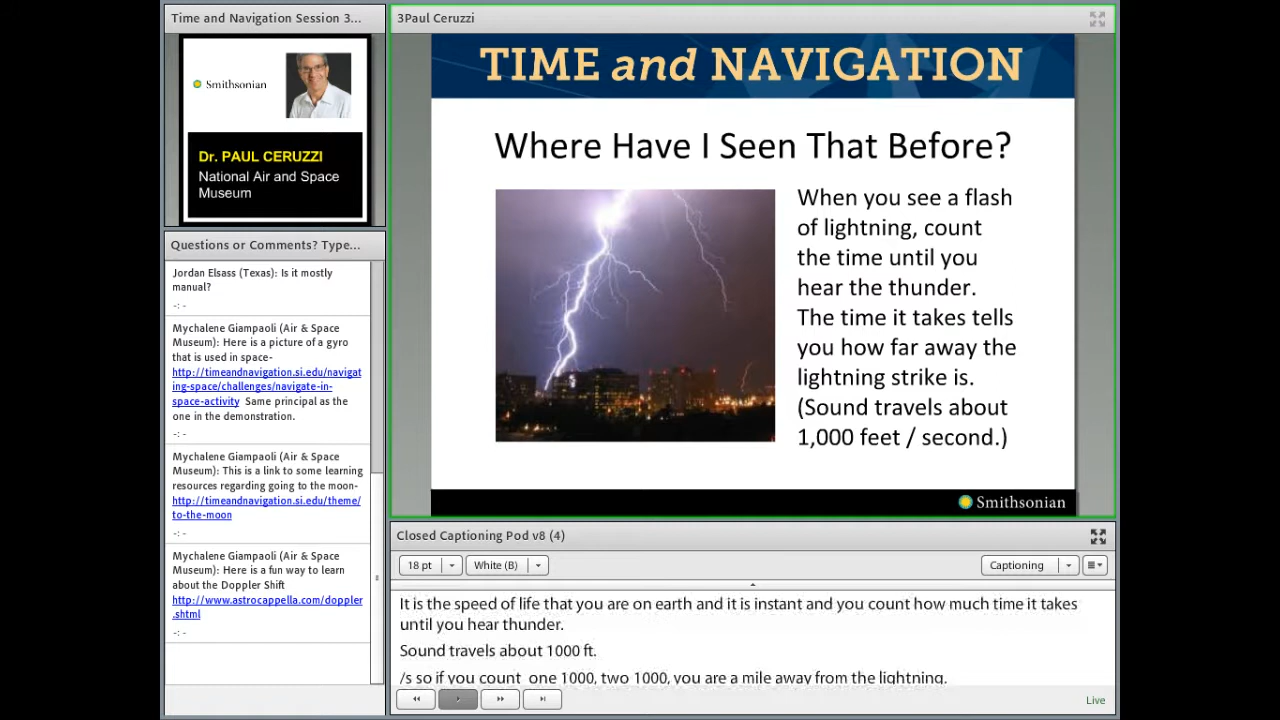 Time and Navigation Session 3...
Smithsonian
Dr. PAUL CERUZZI
National Air and Space
Museum
Questions or Comments? Type...
Jordan Elsass (Texas): Is it mostly
manual?
-: -
Mychalene Giampaoli (Air & Space
Museum): Here is a picture of a gyro
that is used in space-
http://timeandnavigation.si.edu/navigat
ing-space/challenges/navigate-in-
space-activity Same principal as the
one in the demonstration.
-: -
Mychalene Giampaoli (Air & Space
Museum): This is a link to some learning
resources regarding going to the moon-
http://timeandnavigation.si.edu/theme/
to-the-moon
-: -
Mychalene Giampaoli (Air & Space
Museum): Here is a fun way to learn
about the Doppler Shift
http://www.astrocappella.com/doppler
.shtml
-: -
3Paul Ceruzzi
TIME and NAVIGATION
Where Have I Seen That Before?
When you see a flash
of lightning, count
the time until you
hear the thunder.
The time it takes tells
you how far away the
lightning strike is.
(Sound travels about
1,000 feet / second.)
Smithsonian
Closed Captioning Pod v8 (4)
18 pt
White (B)
Captioning
It is the speed of life that you are on earth and it is instant and you count how much time it takes
until you hear thunder.
Sound travels about 1000 ft.
/s so if you count  one 1000, two 1000, you are a mile away from the lightning.
Live